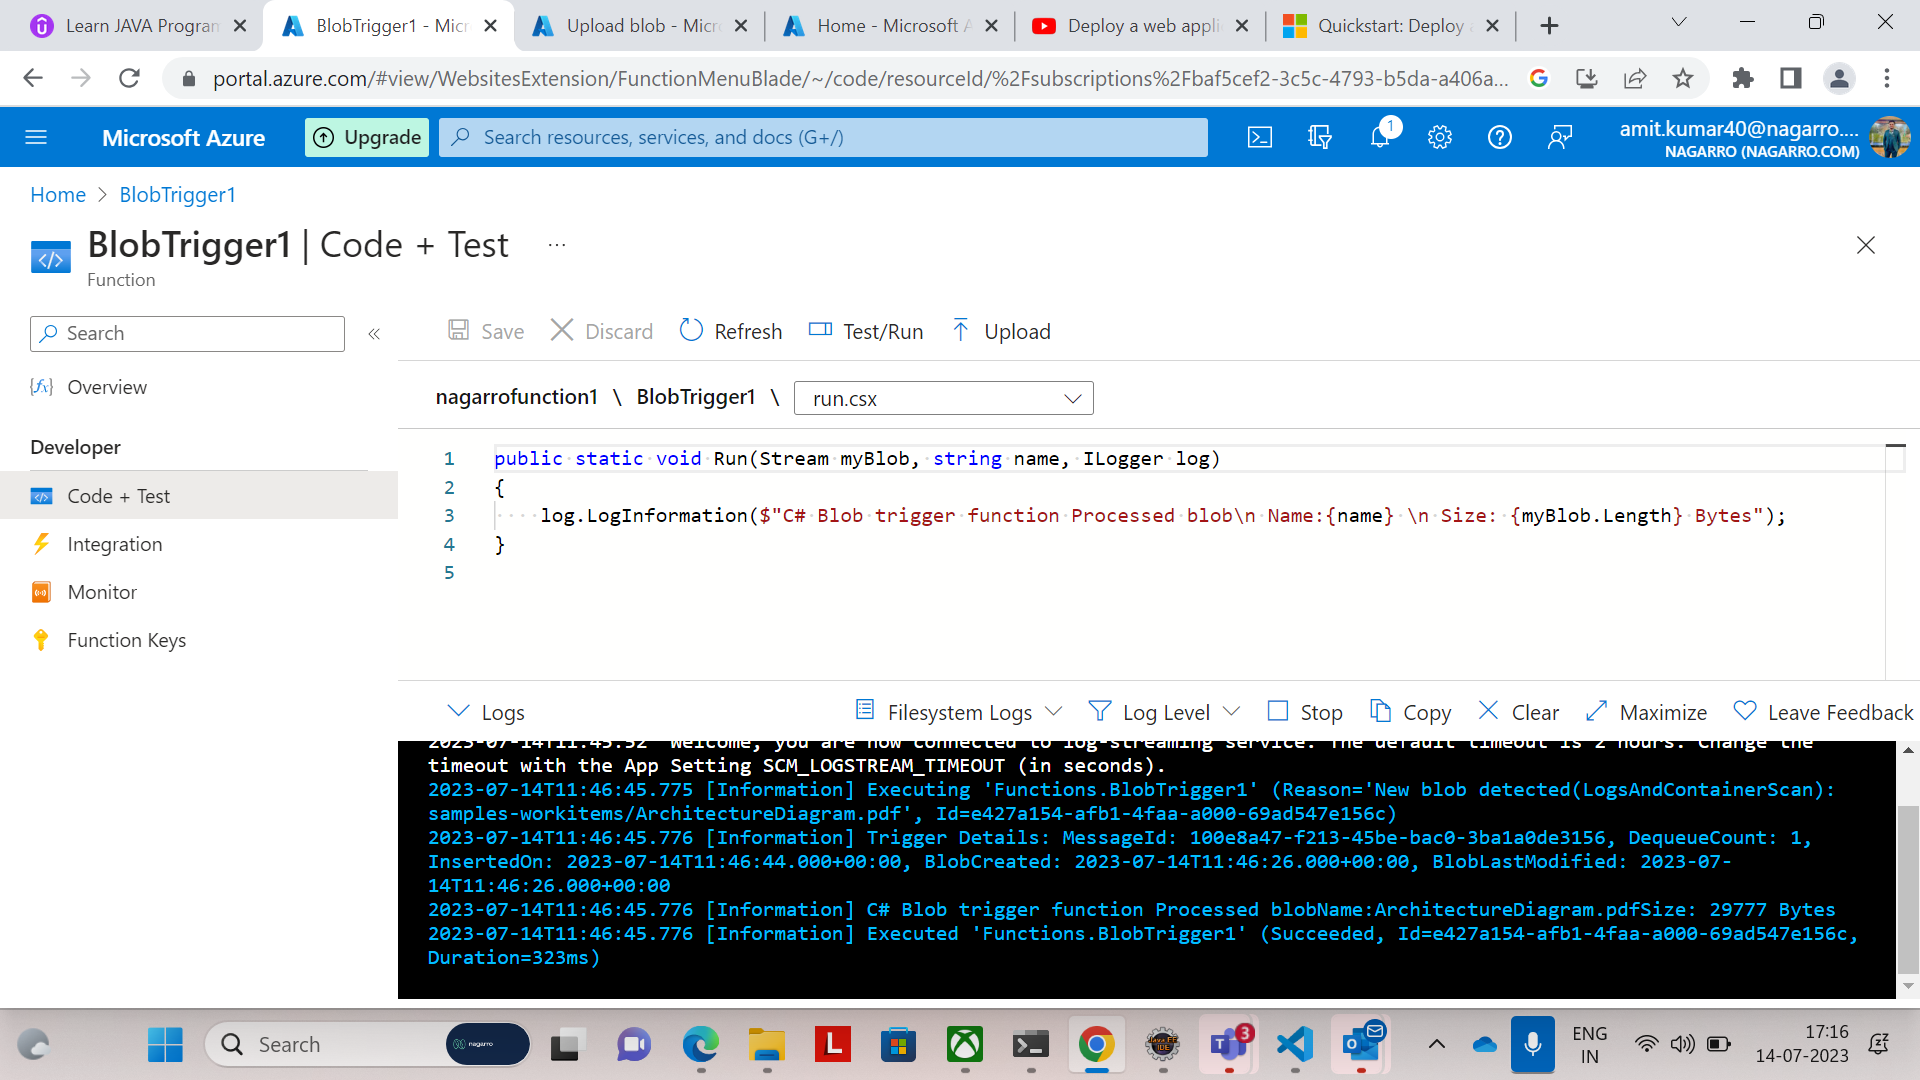 Learn JAVA Program
BlobTrigger1 - Micr
Upload blob - Micr
Home - Microsoft A
Deploy a web appli
Quickstart: Deploy a
portal.azure.com/#view/WebsitesExtension/FunctionMenuBlade/~/code/resourceId/%2Fsubscriptions%2Fbaf5cef2-3c5c-4793-b5da-a406a...
Microsoft Azure
Upgrade
Search resources, services, and docs (G+/)
1
amit.kumar40@nagarro....
NAGARRO (NAGARRO.COM)
Home > BlobTrigger1
BlobTrigger1 | Code + Test ...
Function
Search
«
Save
Discard
Refresh
Test/Run
Upload
Overview
Developer
Code + Test
Integration
Monitor
Function Keys
nagarrofunction1 \ BlobTrigger1 \ run.csx
1 public static void Run(Stream myBlob, string name, ILogger log)
2 {
3     log.LogInformation($"C# Blob trigger function Processed blob\n Name:{name} \n Size: {myBlob.Length} Bytes");
4 }
5
Logs
Filesystem Logs
Log Level
Stop
Copy
Clear
Maximize
Leave Feedback
2023-07-14T11:45:52 Welcome, you are now connected to log-streaming service. The default timeout is 2 hours. Change the
timeout with the App Setting SCM_LOGSTREAM_TIMEOUT (in seconds).
2023-07-14T11:46:45.775 [Information] Executing 'Functions.BlobTrigger1' (Reason='New blob detected(LogsAndContainerScan):
samples-workitems/ArchitectureDiagram.pdf', Id=e427a154-afb1-4faa-a000-69ad547e156c)
2023-07-14T11:46:45.776 [Information] Trigger Details: MessageId: 100e8a47-f213-45be-bac0-3ba1a0de3156, DequeueCount: 1,
InsertedOn: 2023-07-14T11:46:44.000+00:00, BlobCreated: 2023-07-14T11:46:26.000+00:00, BlobLastModified: 2023-07-
14T11:46:26.000+00:00
2023-07-14T11:46:45.776 [Information] C# Blob trigger function Processed blobName:ArchitectureDiagram.pdfSize: 29777 Bytes
2023-07-14T11:46:45.776 [Information] Executed 'Functions.BlobTrigger1' (Succeeded, Id=e427a154-afb1-4faa-a000-69ad547e156c,
Duration=323ms)
Search
nagarro
L
3
ENG
IN
17:16
14-07-2023